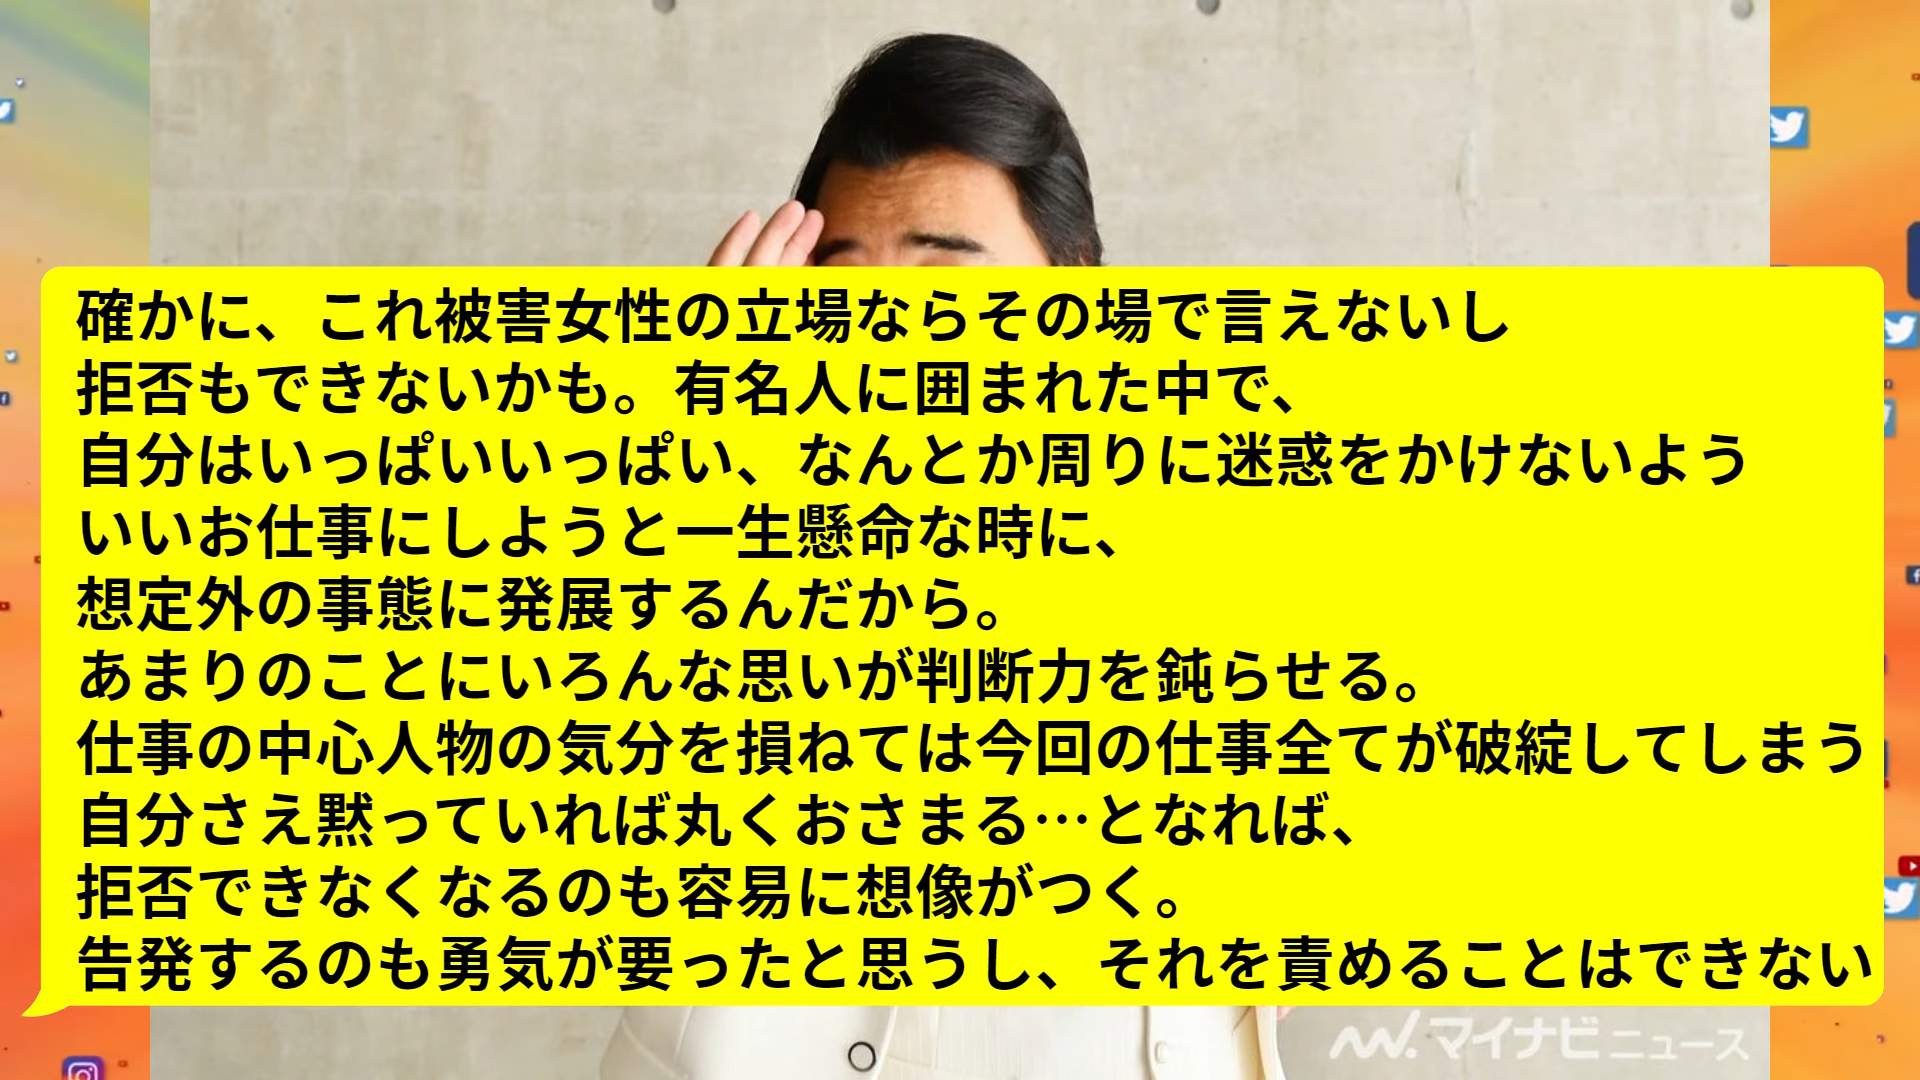 確かに、これ被害女性の立場ならその場で言えないし
拒否もできないかも。有名人に囲まれた中で、
自分はいっぱいいっぱい、なんとか周りに迷惑をかけないよう
いいお仕事にしようと一生懸命な時に、
想定外の事態に発展するんだから。
あまりのことにいろんな思いが判断力を鈍らせる。
仕事の中心人物の気分を損ねては今回の仕事全てが破綻してしまう
自分さえ黙っていれば丸くおさまる…となれば、
拒否できなくなるのも容易に想像がつく。
告発するのも勇気が要ったと思うし、それを責めることはできない
マイナビニュース